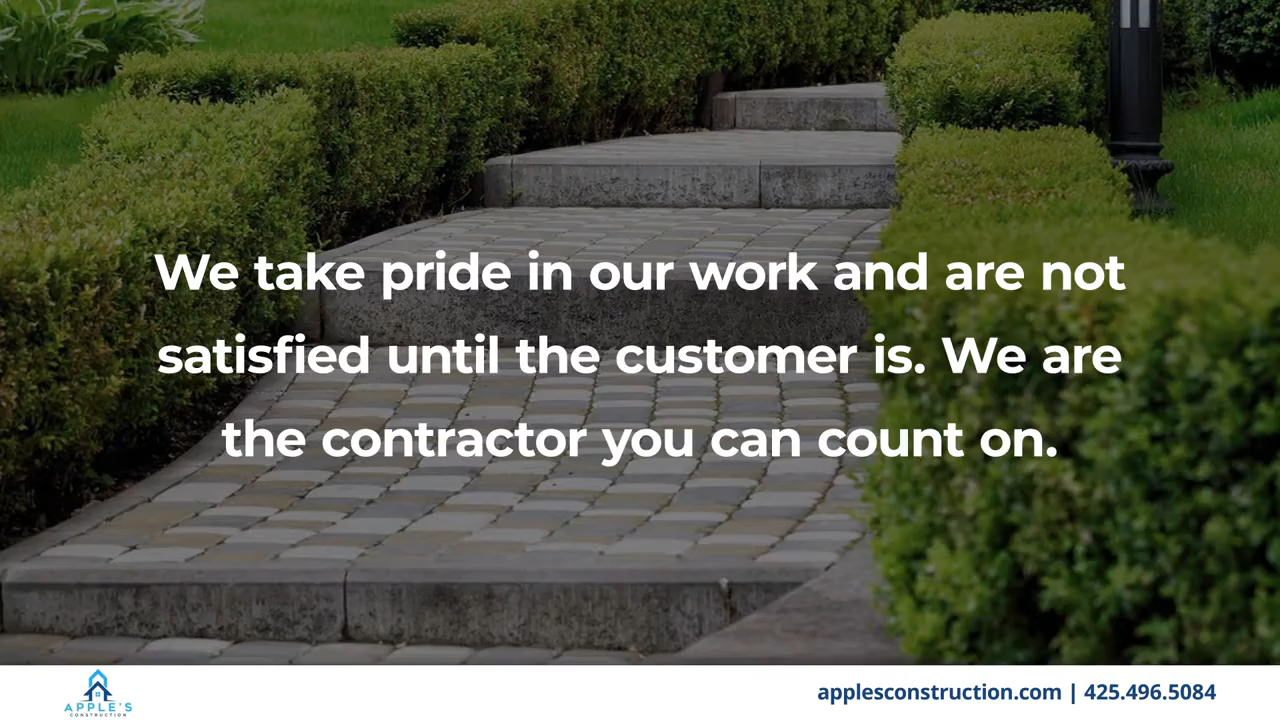 We take pride in our work and are not
satisfied until the customer is. We are
the contractor you can count on.
APPLE'S
CONSTRUCTION
applesconstruction.com | 425.496.5084